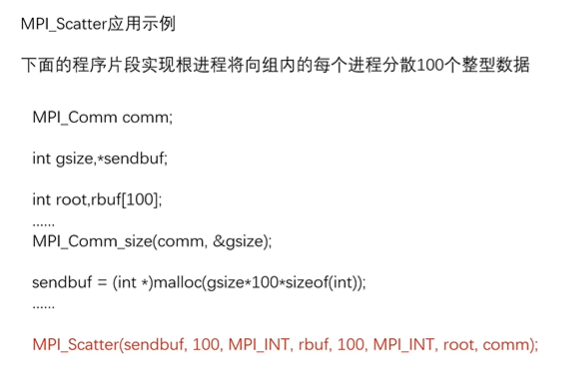 MPI_Scatter应用示例
下面的程序片段实现根进程将向组内的每个进程分散100个整型数据
MPI_Comm comm;
int gsize,*sendbuf;
int root,rbuf[100];
......
MPI_Comm_size(comm, &gsize);
sendbuf = (int *)malloc(gsize*100*sizeof(int));
......
MPI_Scatter(sendbuf, 100, MPI_INT, rbuf, 100, MPI_INT, root, comm);